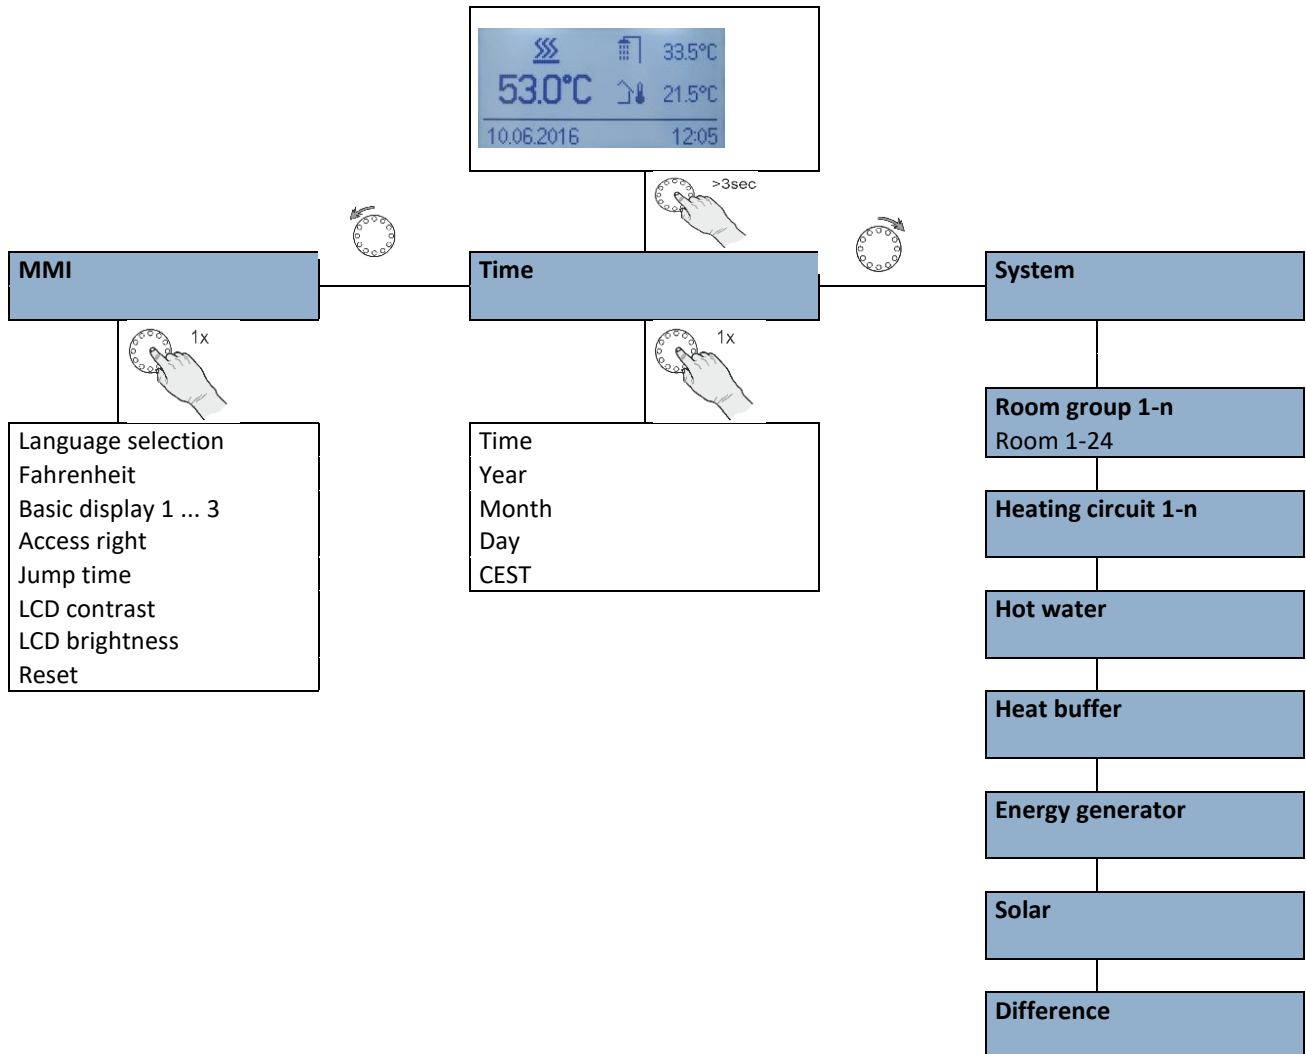 33.5°C
53.0°C
21.5°C
10.06.2016 12:05
>3sec
MMI
Time
System
1x
1x
Language selection
Fahrenheit
Basic display 1 ... 3
Access right
Jump time
LCD contrast
LCD brightness
Reset
Time
Year
Month
Day
CEST
Room group 1-n
Room 1-24
Heating circuit 1-n
Hot water
Heat buffer
Energy generator
Solar
Difference